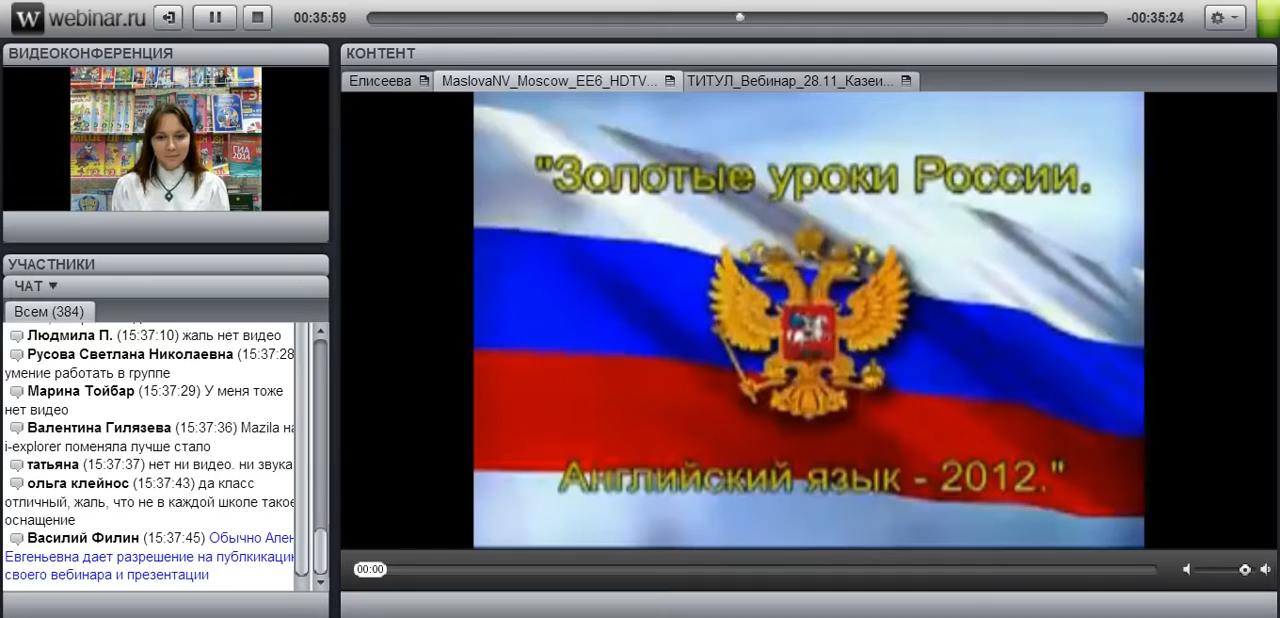 webinar.ru
00:35:59
-00:35:24
ВИДЕОКОНФЕРЕНЦИЯ
ГИА
2014
УЧАСТНИКИ
ЧАТ
Всем (384)
Людмила П. (15:37:10) жаль нет видео
Русова Светлана Николаевна (15:37:28
умение работать в группе
Марина Тойбар (15:37:29) У меня тоже
нет видео
Валентина Гилязева (15:37:36) Mazila на
i-explorer поменяла лучше стало
татьяна (15:37:37) нет ни видео. ни звука
ольга клейнос (15:37:43) да класс
отличный, жаль, что не в каждой школе такое
оснащение
Василий Филин (15:37:45) Обычно Ален
Евгеньевна дает разрешение на публкикацию
своего вебинара и презентации
КОНТЕНТ
Елисеева
MaslovaNV_Moscow_EE6_HDTV...
ТИТУЛ_Вебинар_28.11_Казеи...
"Золотые уроки России.
Английский язык - 2012."
00:00